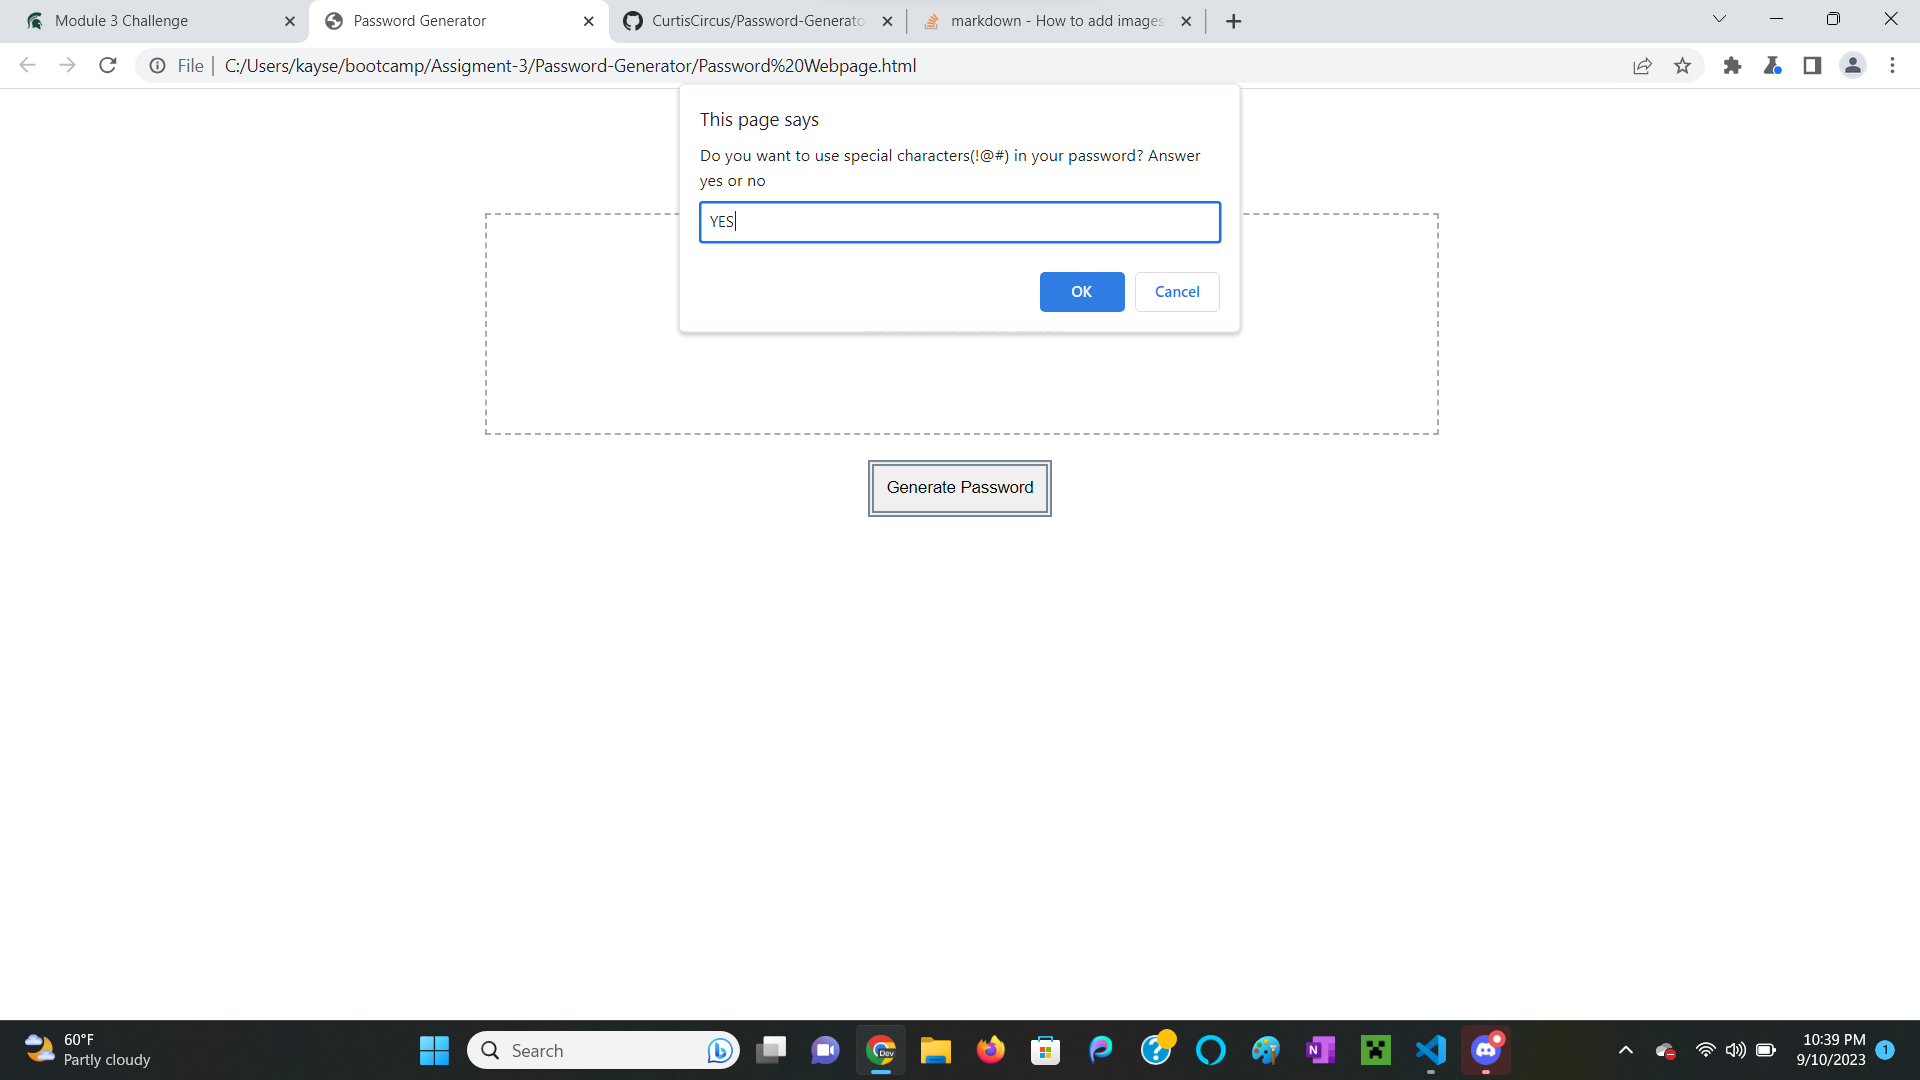 Module 3 Challenge
Password Generator
CurtisCircus/Password-Generato
markdown - How to add images
File
C:/Users/kayse/bootcamp/Assigment-3/Password-Generator/Password%20Webpage.html
This page says
Do you want to use special characters(!@#) in your password? Answer
yes or no
YES
OK
Cancel
Generate Password
60°F
Partly cloudy
Search
Dev
N
10:39 PM
9/10/2023
1